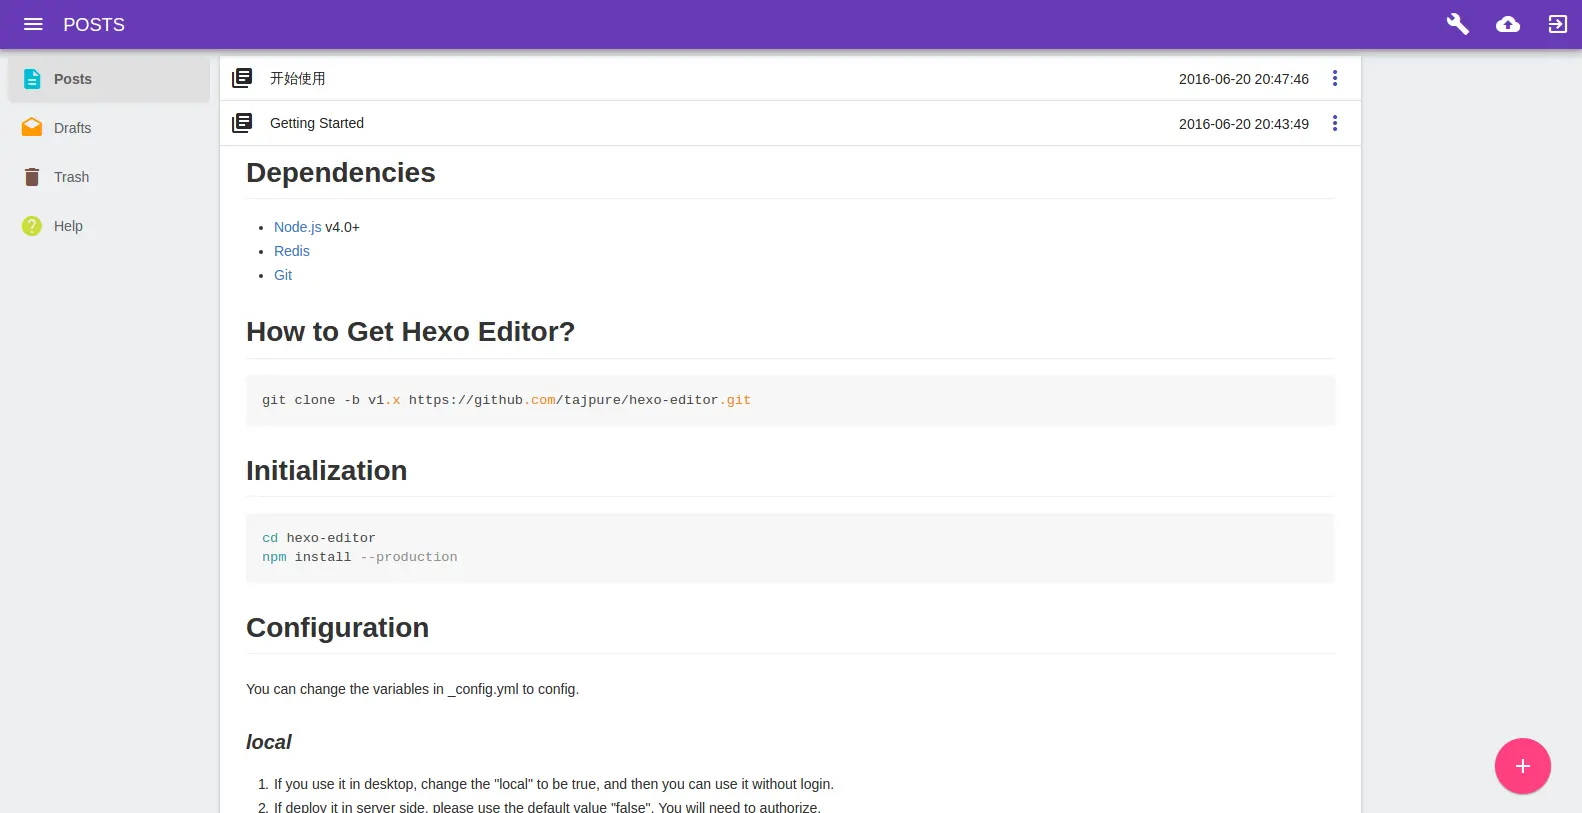 POSTS
Posts
Drafts
Trash
Help
开始使用 2016-06-20 20:47:46
Getting Started 2016-06-20 20:43:49
Dependencies
• Node.js v4.0+
• Redis
• Git
How to Get Hexo Editor?
git clone -b v1.x https://github.com/tajpure/hexo-editor.git
Initialization
cd hexo-editor
npm install --production
Configuration
You can change the variables in _config.yml to config.
local
1. If you use it in desktop, change the "local" to be true, and then you can use it without login.
2. If deploy it in server side, please use the default value "false". You will need to authorize.